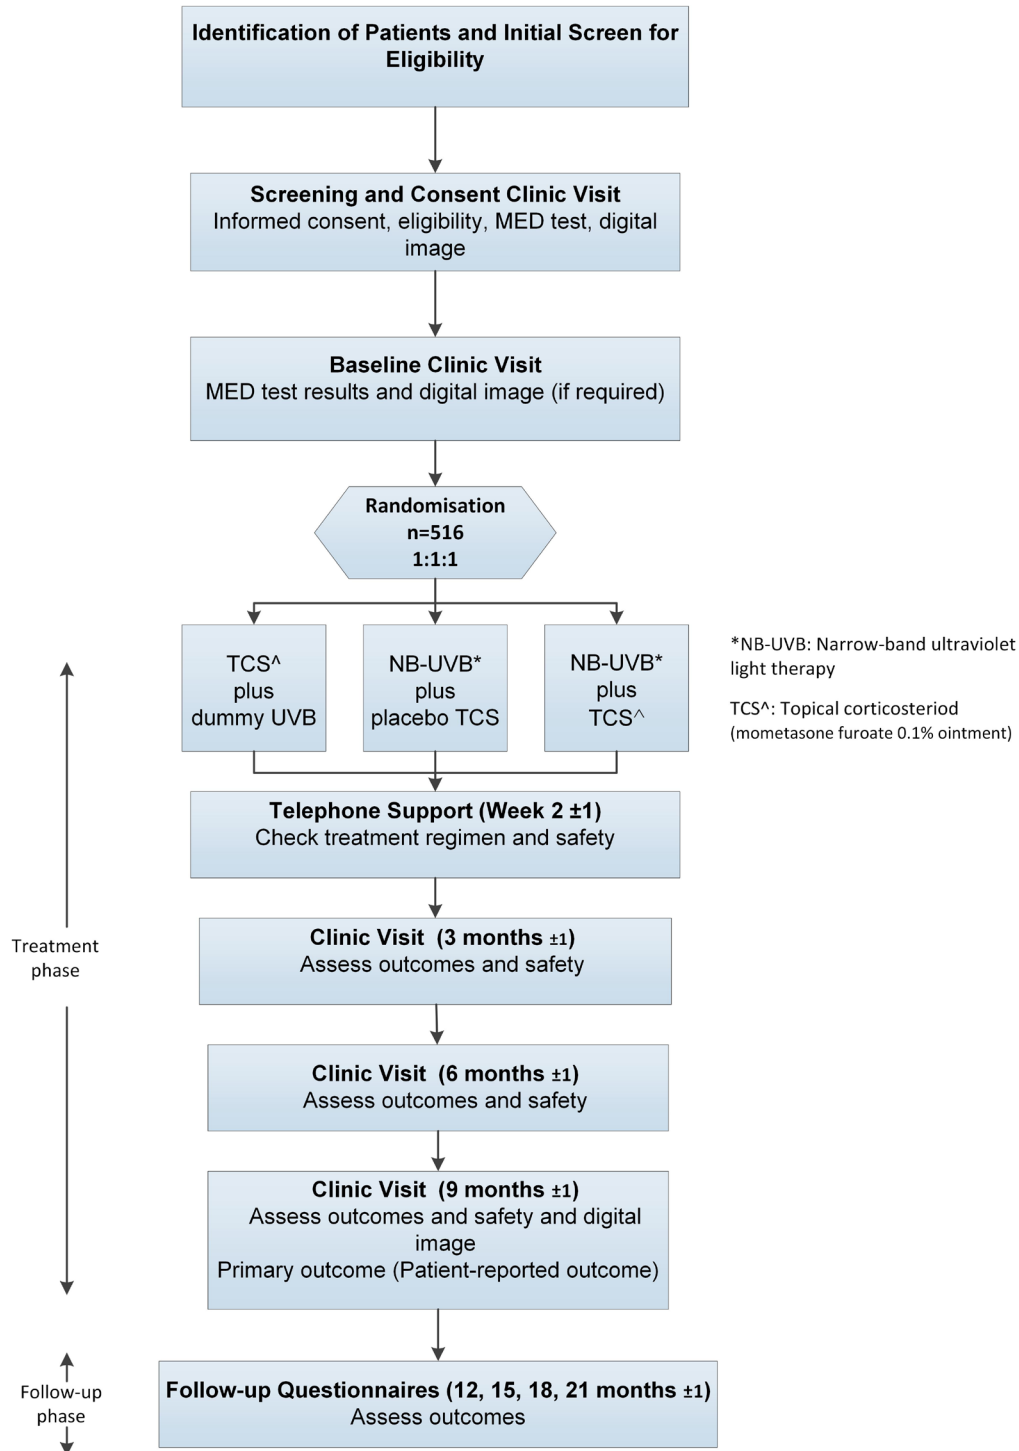 Identification of Patients and Initial Screen for
Eligibility
Screening and Consent Clinic Visit
Informed consent, eligibility, MED test, digital
image
Baseline Clinic Visit
MED test results and digital image (if required)
Randomisation
n=516
1:1:1
TCS^
plus
dummy UVB
NB-UVB*
plus
placebo TCS
NB-UVB*
plus
TCS^
*NB-UVB: Narrow-band ultraviolet
light therapy
TCS^: Topical corticosteriod
(mometasone furoate 0.1% ointment)
Telephone Support (Week 2 ±1)
Check treatment regimen and safety
Treatment
phase
Clinic Visit (3 months ±1)
Assess outcomes and safety
Clinic Visit (6 months ±1)
Assess outcomes and safety
Clinic Visit (9 months ±1)
Assess outcomes and safety and digital
image
Primary outcome (Patient-reported outcome)
Follow-up
phase
Follow-up Questionnaires (12, 15, 18, 21 months ±1)
Assess outcomes